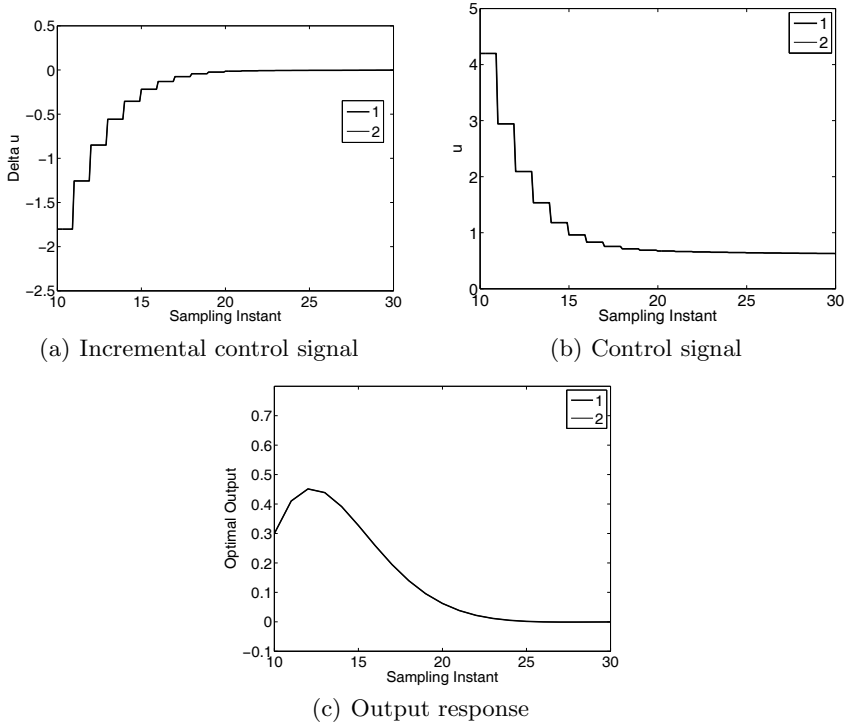 0.5
0
−0.5
−1
−1.5
−2
−2.5
Delta u
1
2
10 15 20 25 30
Sampling Instant
(a) Incremental control signal
5
4
3
2
1
0
u
1
2
10 15 20 25 30
Sampling Instant
(b) Control signal
0.7
0.6
0.5
0.4
0.3
0.2
0.1
0
−0.1
Optimal Output
1
2
10 15 20 25 30
Sampling Instant
(c) Output response